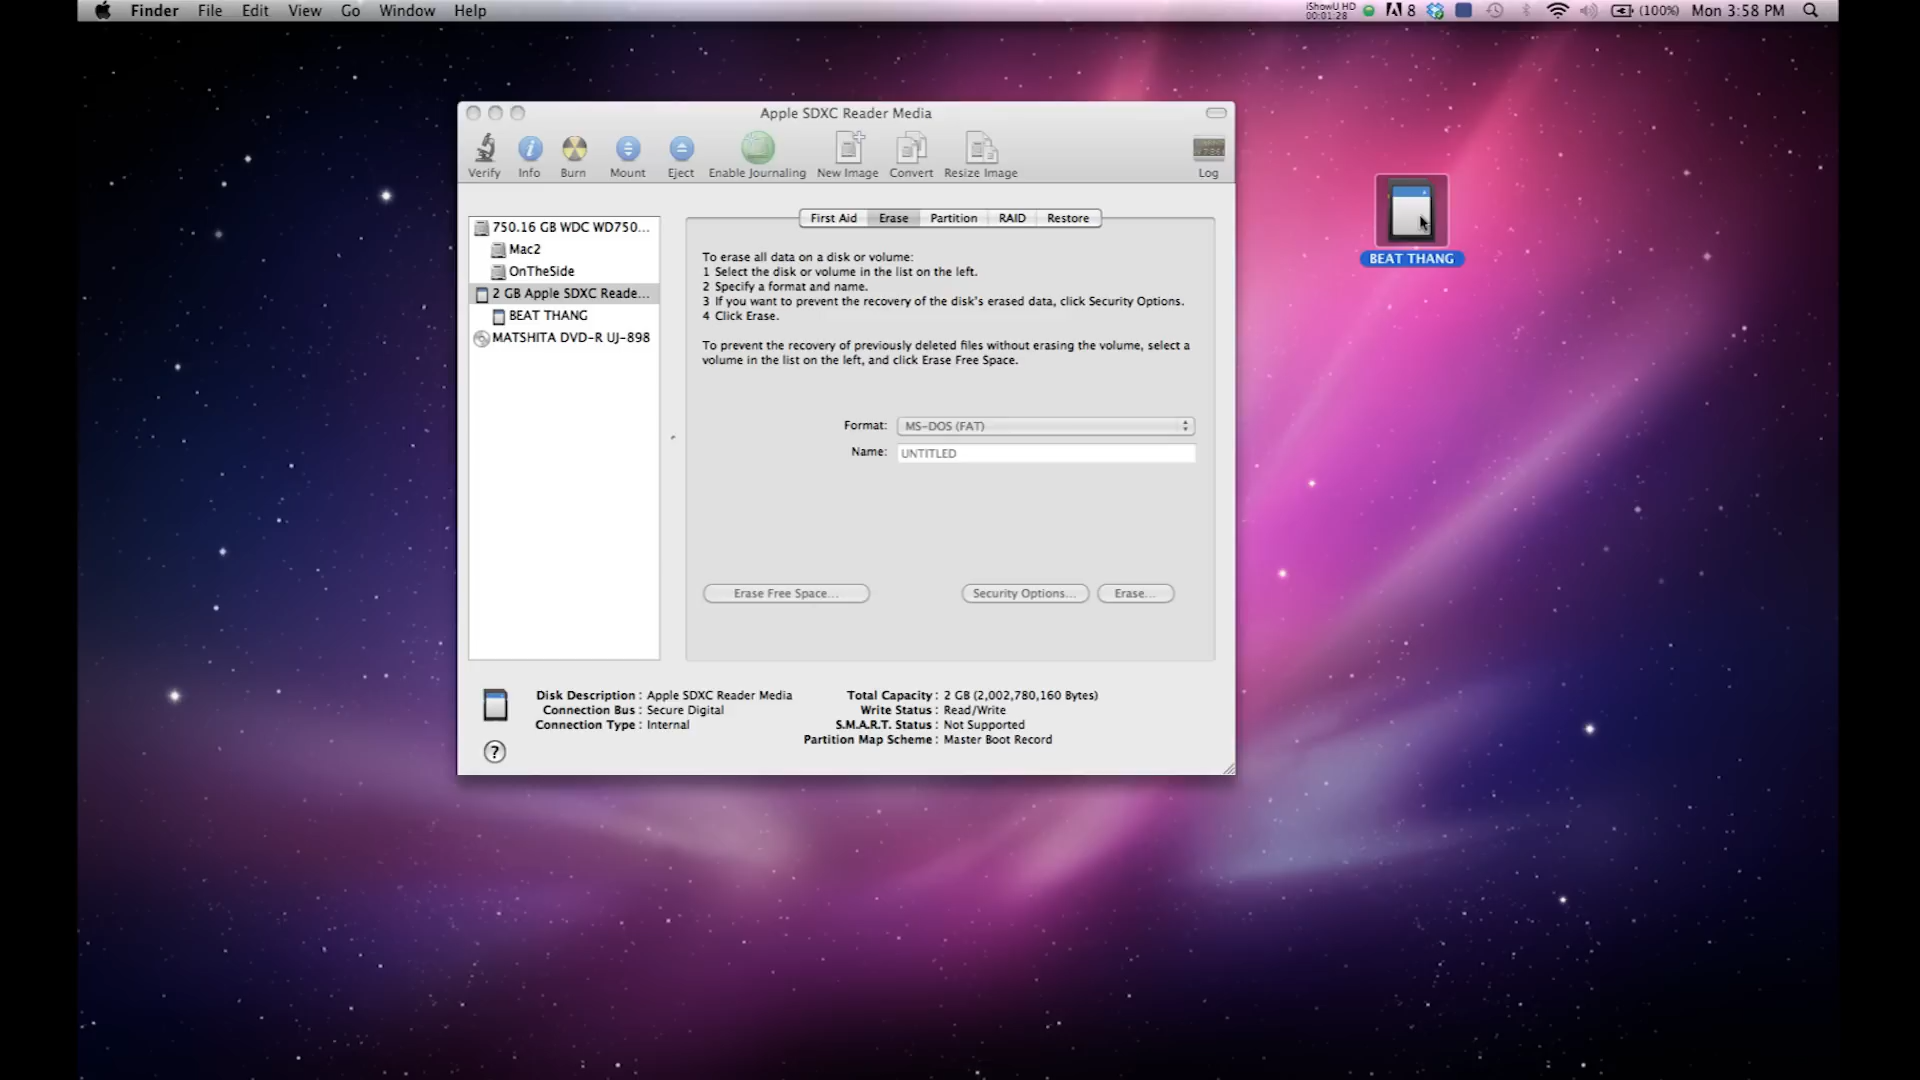 Finder File Edit View Go Window Help iShowU HD 00:01:28 8 (100%) Mon 3:58 PM
Apple SDXC Reader Media
Verify Info Burn Mount Eject Enable Journaling New Image Convert Resize Image Log
BEAT THANG
750.16 GB WDC WD750...
Mac2
OnTheSide
2 GB Apple SDXC Reade...
BEAT THANG
MATSHITA DVD-R UJ-898
First Aid Erase Partition RAID Restore
To erase all data on a disk or volume:
1 Select the disk or volume in the list on the left.
2 Specify a format and name.
3 If you want to prevent the recovery of the disk's erased data, click Security Options.
4 Click Erase.
To prevent the recovery of previously deleted files without erasing the volume, select a
volume in the list on the left, and click Erase Free Space.
Format: MS-DOS (FAT)
Name: UNTITLED
Erase Free Space... Security Options... Erase...
Disk Description : Apple SDXC Reader Media
Connection Bus : Secure Digital
Connection Type : Internal
Total Capacity : 2 GB (2,002,780,160 Bytes)
Write Status : Read/Write
S.M.A.R.T. Status : Not Supported
Partition Map Scheme : Master Boot Record
?